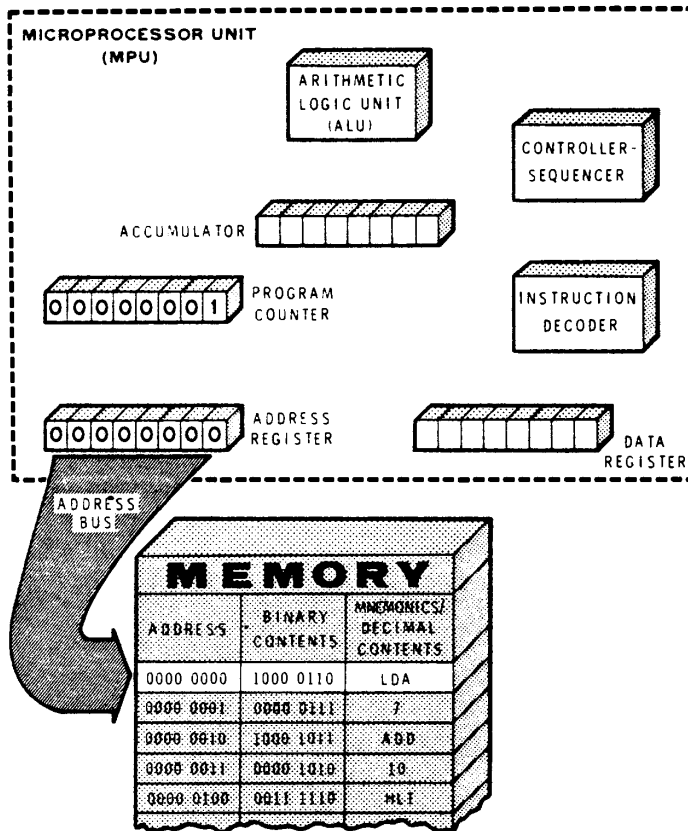 MICROPROCESSOR UNIT
(MPU)
ARITHMETIC
LOGIC UNIT
(ALU)
CONTROLLER-
SEQUENCER
ACCUMULATOR
0 0 0 0 0 0 0 1
PROGRAM
COUNTER
INSTRUCTION
DECODER
0 0 0 0 0 0 0 0
ADDRESS
REGISTER
DATA
REGISTER
ADDRESS
BUS
MEMORY
ADDRESS
BINARY
CONTENTS
MNEMONICS/
DECIMAL
CONTENTS
0000 0000 1000 0110 LDA
0000 0001 0000 0111 7
0000 0010 1000 1011 ADD
0000 0011 0000 1010 10
0000 0100 0011 1110 HLT